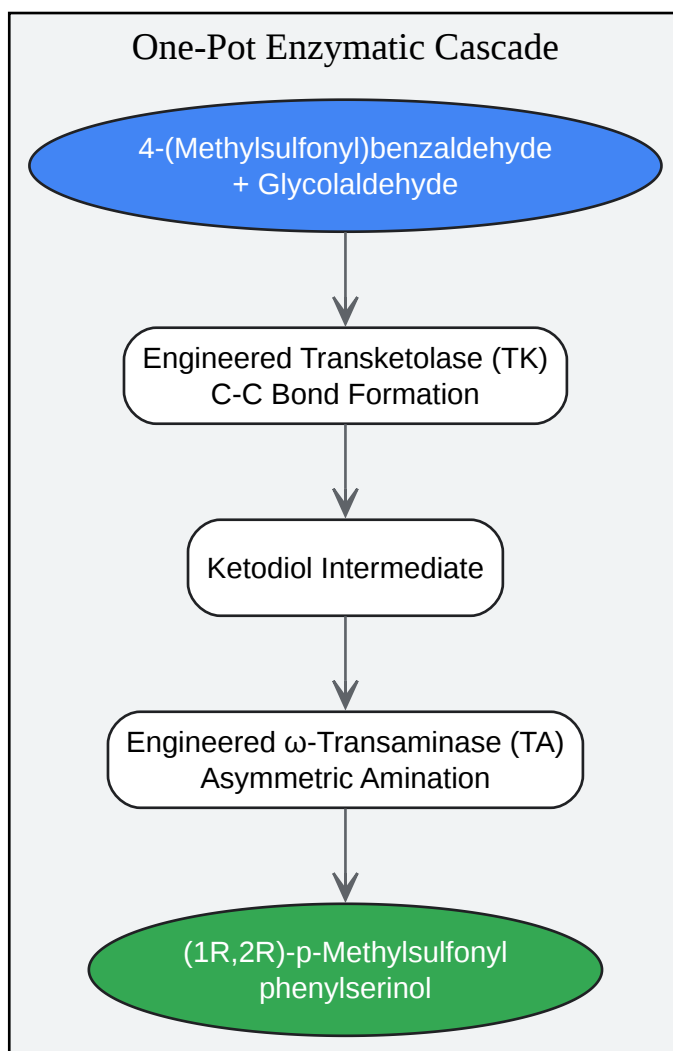 One-Pot Enzymatic Cascade
4-(Methylsulfonyl)benzaldehyde
+ Glycolaldehyde
Engineered Transketolase (TK)
C-C Bond Formation
Ketodiol Intermediate
Engineered ω-Transaminase (TA)
Asymmetric Amination
(1R,2R)-p-Methylsulfonyl
phenylserinol